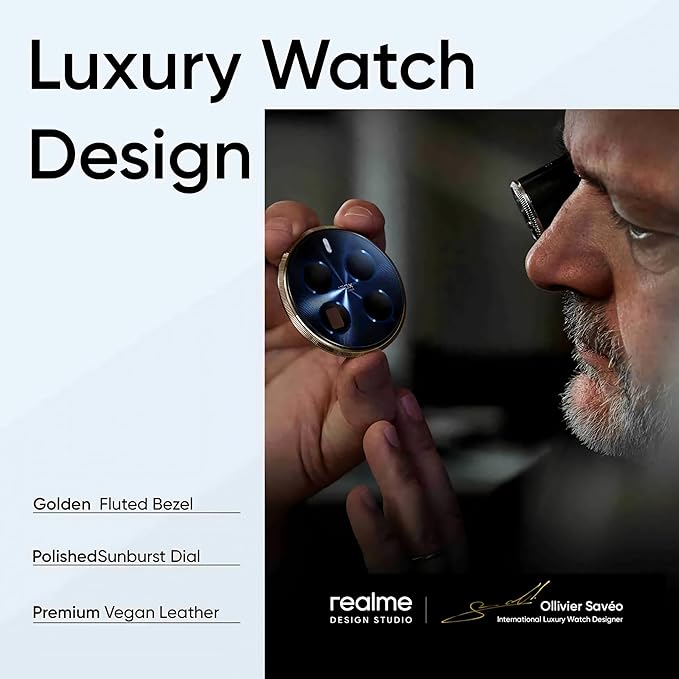 Luxury Watch
Design
Golden Fluted Bezel
PolishedSunburst Dial
Premium Vegan Leather
realme
DESIGN STUDIO
Ollivier Savéo
International Luxury Watch Designer